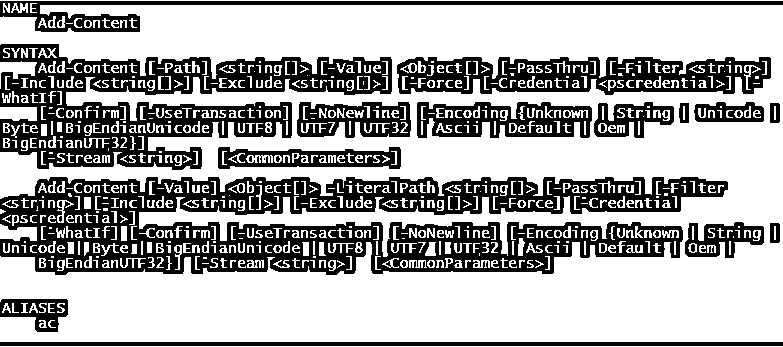 NAME
Add-Content
SYNTAX
Add-Content [-Path] <string[]> [-Value] <Object[]> [-PassThru] [-Filter <string>]
[-Include <string[]>] [-Exclude <string[]>] [-Force] [-Credential <pscredential>] [-
WhatIf]
[-Confirm] [-UseTransaction] [-NoNewline] [-Encoding {Unknown | String | Unicode |
Byte | BigEndianUnicode | UTF8 | UTF7 | UTF32 | Ascii | Default | Oem |
BigEndianUTF32}]
[-Stream <string>] [<CommonParameters>]
Add-Content [-Value] <Object[]> -LiteralPath <string[]> [-PassThru] [-Filter
<string>] [-Include <string[]>] [-Exclude <string[]>] [-Force] [-Credential
<pscredential>]
[-WhatIf] [-Confirm] [-UseTransaction] [-NoNewline] [-Encoding {Unknown | String |
Unicode | Byte | BigEndianUnicode | UTF8 | UTF7 | UTF32 | Ascii | Default | Oem |
BigEndianUTF32}] [-Stream <string>] [<CommonParameters>]
ALIASES
ac